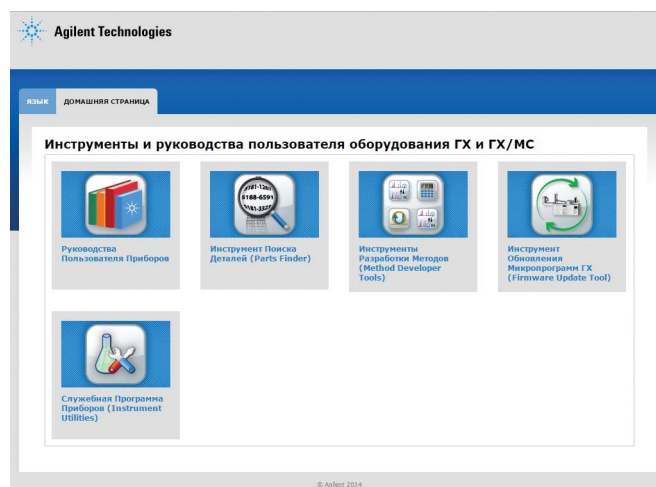 Agilent Technologies
ЯЗЫК
ДОМАШНЯЯ СТРАНИЦА
Инструменты и руководства пользователя оборудования ГХ и ГХ/МС
5188-6591
Руководства
Пользователя Приборов
Инструмент Поиска
Деталей (Parts Finder)
Инструменты
Разработки Методов
(Method Developer
Tools)
Инструмент
Обновления
Микропрограмм ГХ
(Firmware Update Tool)
Служебная Программа
Приборов (Instrument
Utilities)
© Agilent 2014